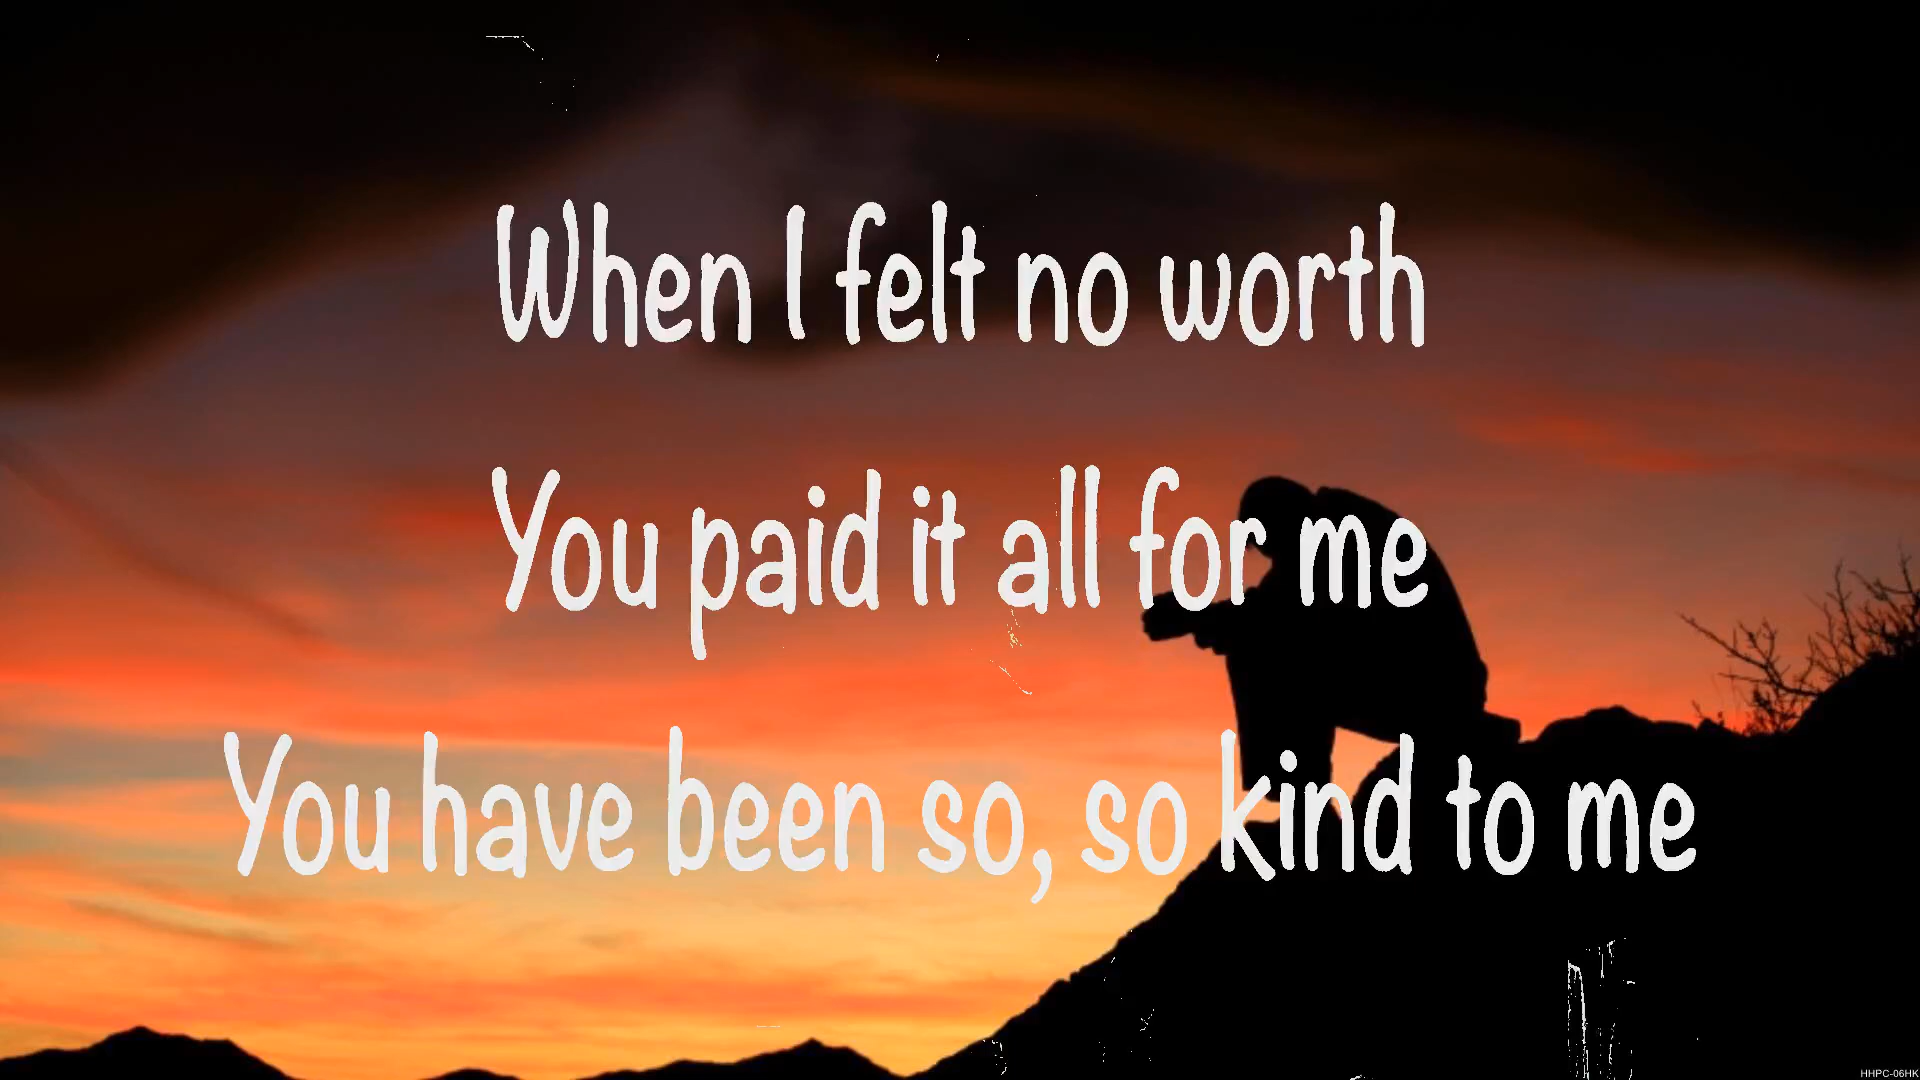 When I felt no worth
You paid it all for me
You have been so, so kind to me
HHPC-06HK